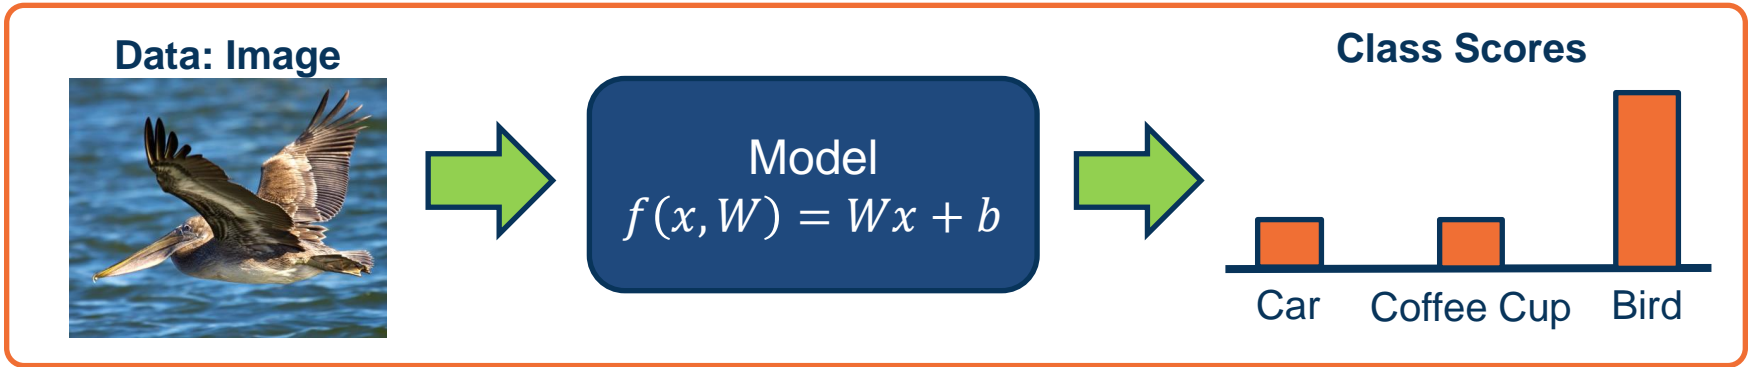 Data: Image
Model
f(x, W) = Wx + b
Class Scores
Car
Coffee Cup
Bird